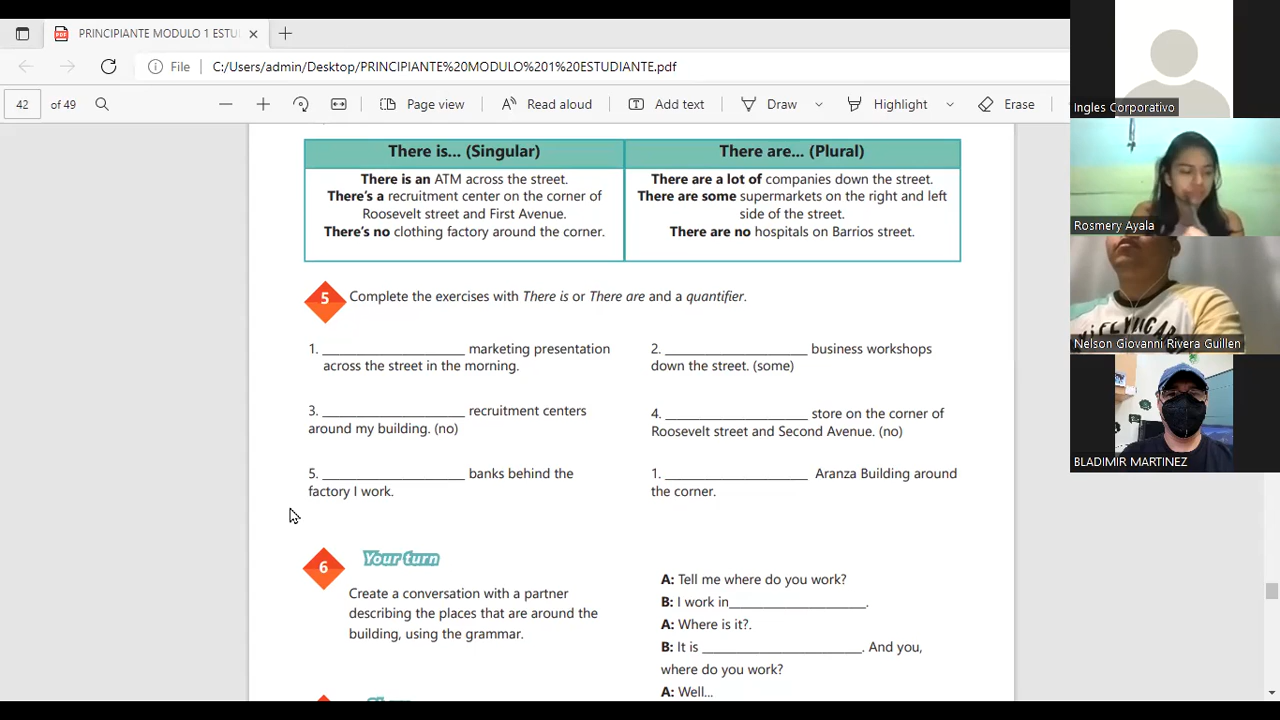 PRINCIPIANTE MODULO 1 ESTU
File
C:/Users/admin/Desktop/PRINCIPIANTE%20MODULO%201%20ESTUDIANTE.pdf
42 of 49
Page view
Read aloud
Add text
Draw
Highlight
Erase
There is... (Singular)
There are... (Plural)
There is an ATM across the street.
There's a recruitment center on the corner of
Roosevelt street and First Avenue.
There's no clothing factory around the corner.
There are a lot of companies down the street.
There are some supermarkets on the right and left
side of the street.
There are no hospitals on Barrios street.
5 Complete the exercises with There is or There are and a quantifier.
1. ____________________ marketing presentation
across the street in the morning.
2. ____________________ business workshops
down the street. (some)
3. ____________________ recruitment centers
around my building. (no)
4. ____________________ store on the corner of
Roosevelt street and Second Avenue. (no)
5. ____________________ banks behind the
factory I work.
1. ____________________ Aranza Building around
the corner.
6 Your turn
Create a conversation with a partner
describing the places that are around the
building, using the grammar.
A: Tell me where do you work?
B: I work in____________________.
A: Where is it?.
B: It is ______________________. And you,
where do you work?
A: Well...
Ingles Corporativo
Rosmery Ayala
Nelson Giovanni Rivera Guillen
BLADIMIR MARTINEZ